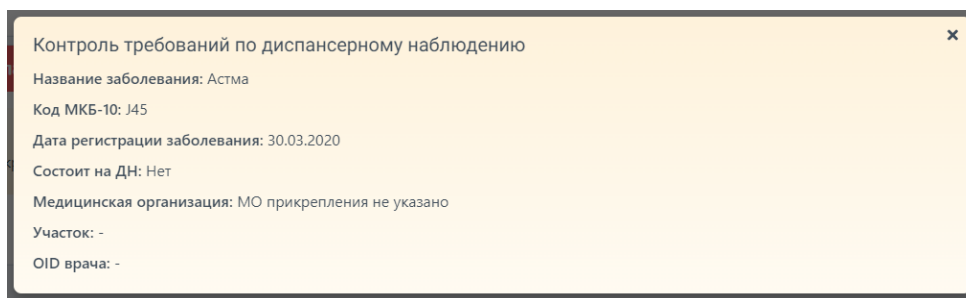 Контроль требований по диспансерному наблюдению
Название заболевания: Астма
Код МКБ-10: J45
Дата регистрации заболевания: 30.03.2020
Состоит на ДН: Нет
Медицинская организация: МО прикрепления не указано
Участок: -
OID врача: -